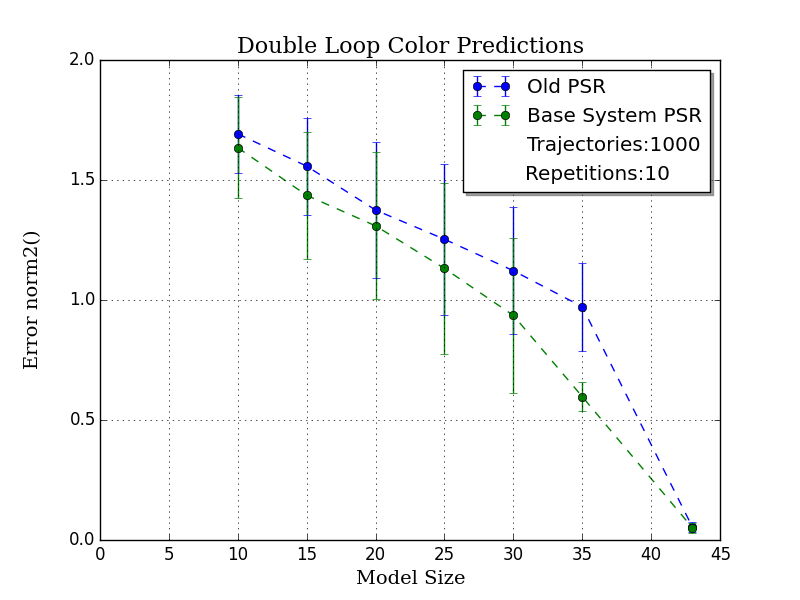 Double Loop Color Predictions
2.0
1.5
1.0
0.5
0.0
Error norm2()
Old PSR
Base System PSR
Trajectories:1000
Repetitions:10
0 5 10 15 20 25 30 35 40 45
Model Size